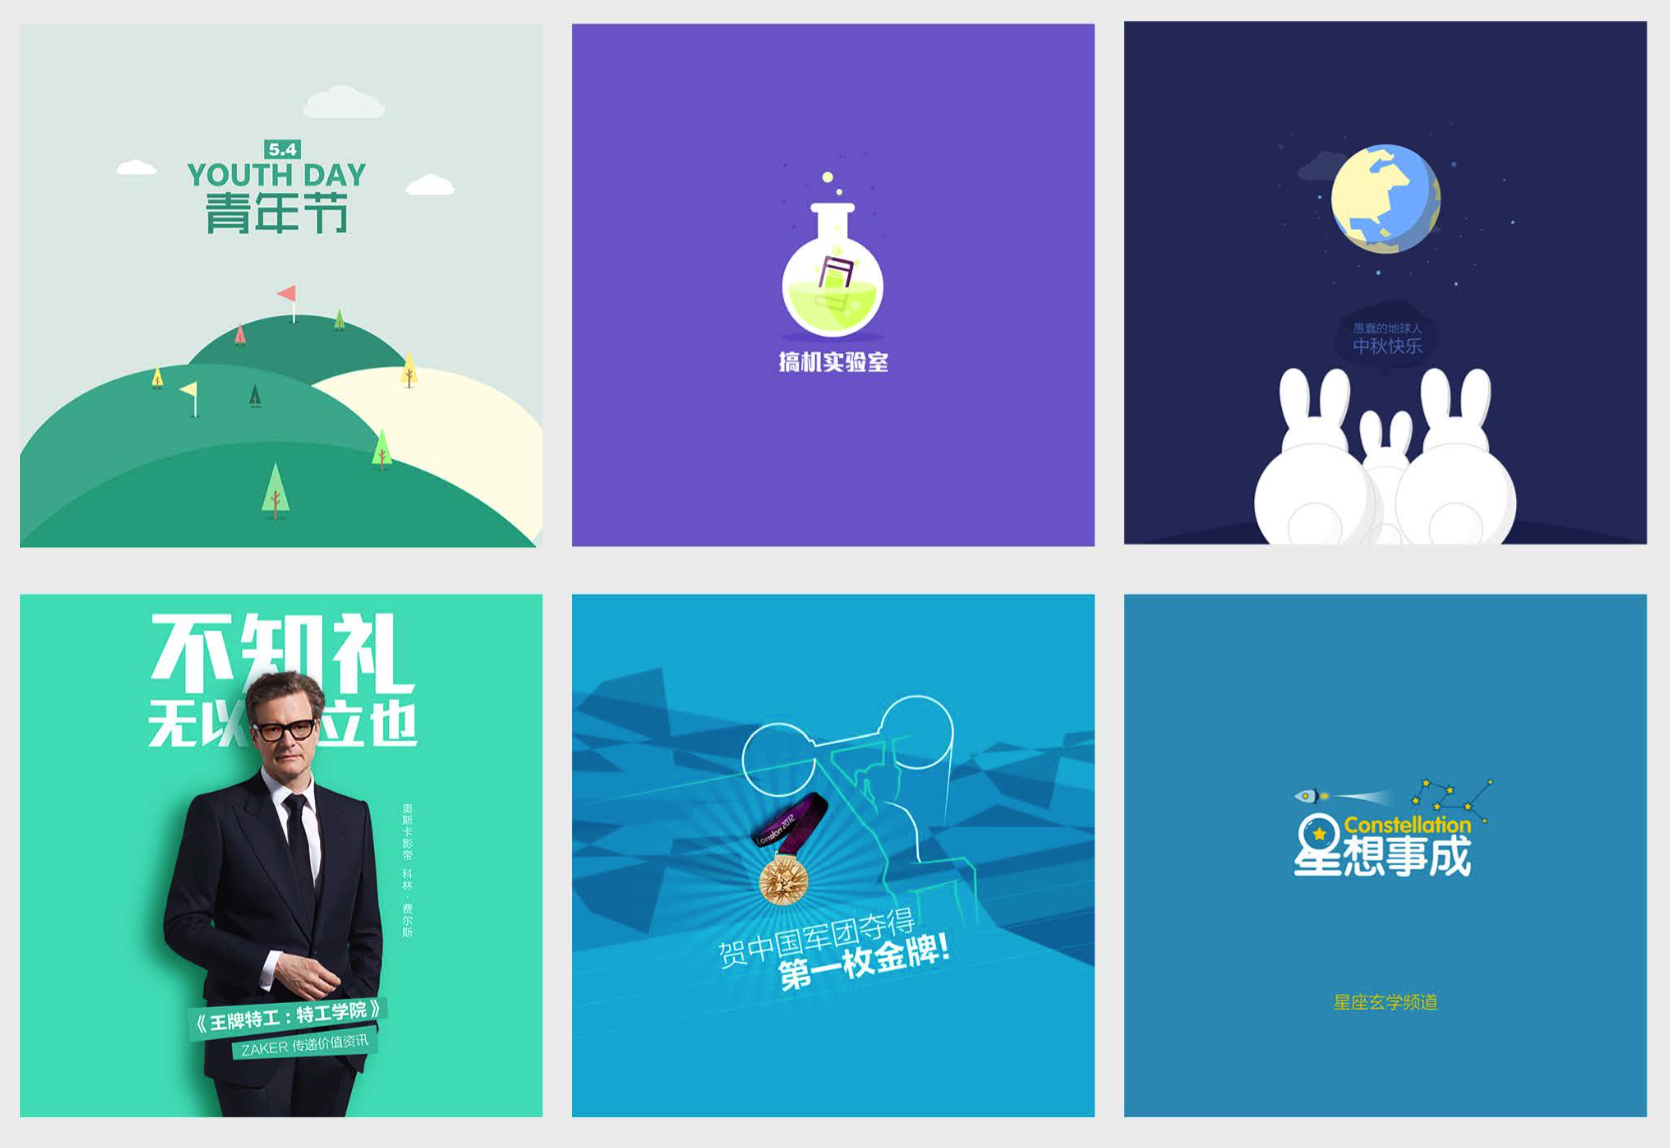 5.4
YOUTH DAY
青年节
搞机实验室
愚蠢的地球人
中秋快乐
不知礼
无以立也
奥斯卡影帝 科林·费尔斯
《王牌特工：特工学院》
ZAKER 传递价值资讯
London 2012
贺中国军团夺得
第一枚金牌!
Constellation
星想事成
星座玄学频道